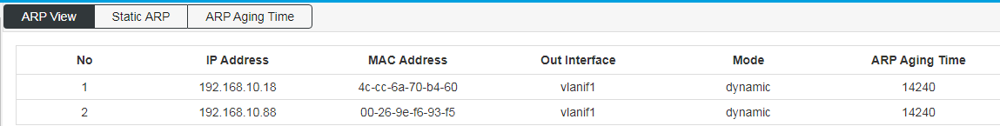 ARP View Static ARP ARP Aging Time
No IP Address MAC Address Out Interface Mode ARP Aging Time
1 192.168.10.18 4c-cc-6a-70-b4-60 vlanif1 dynamic 14240
2 192.168.10.88 00-26-9e-f6-93-f5 vlanif1 dynamic 14240